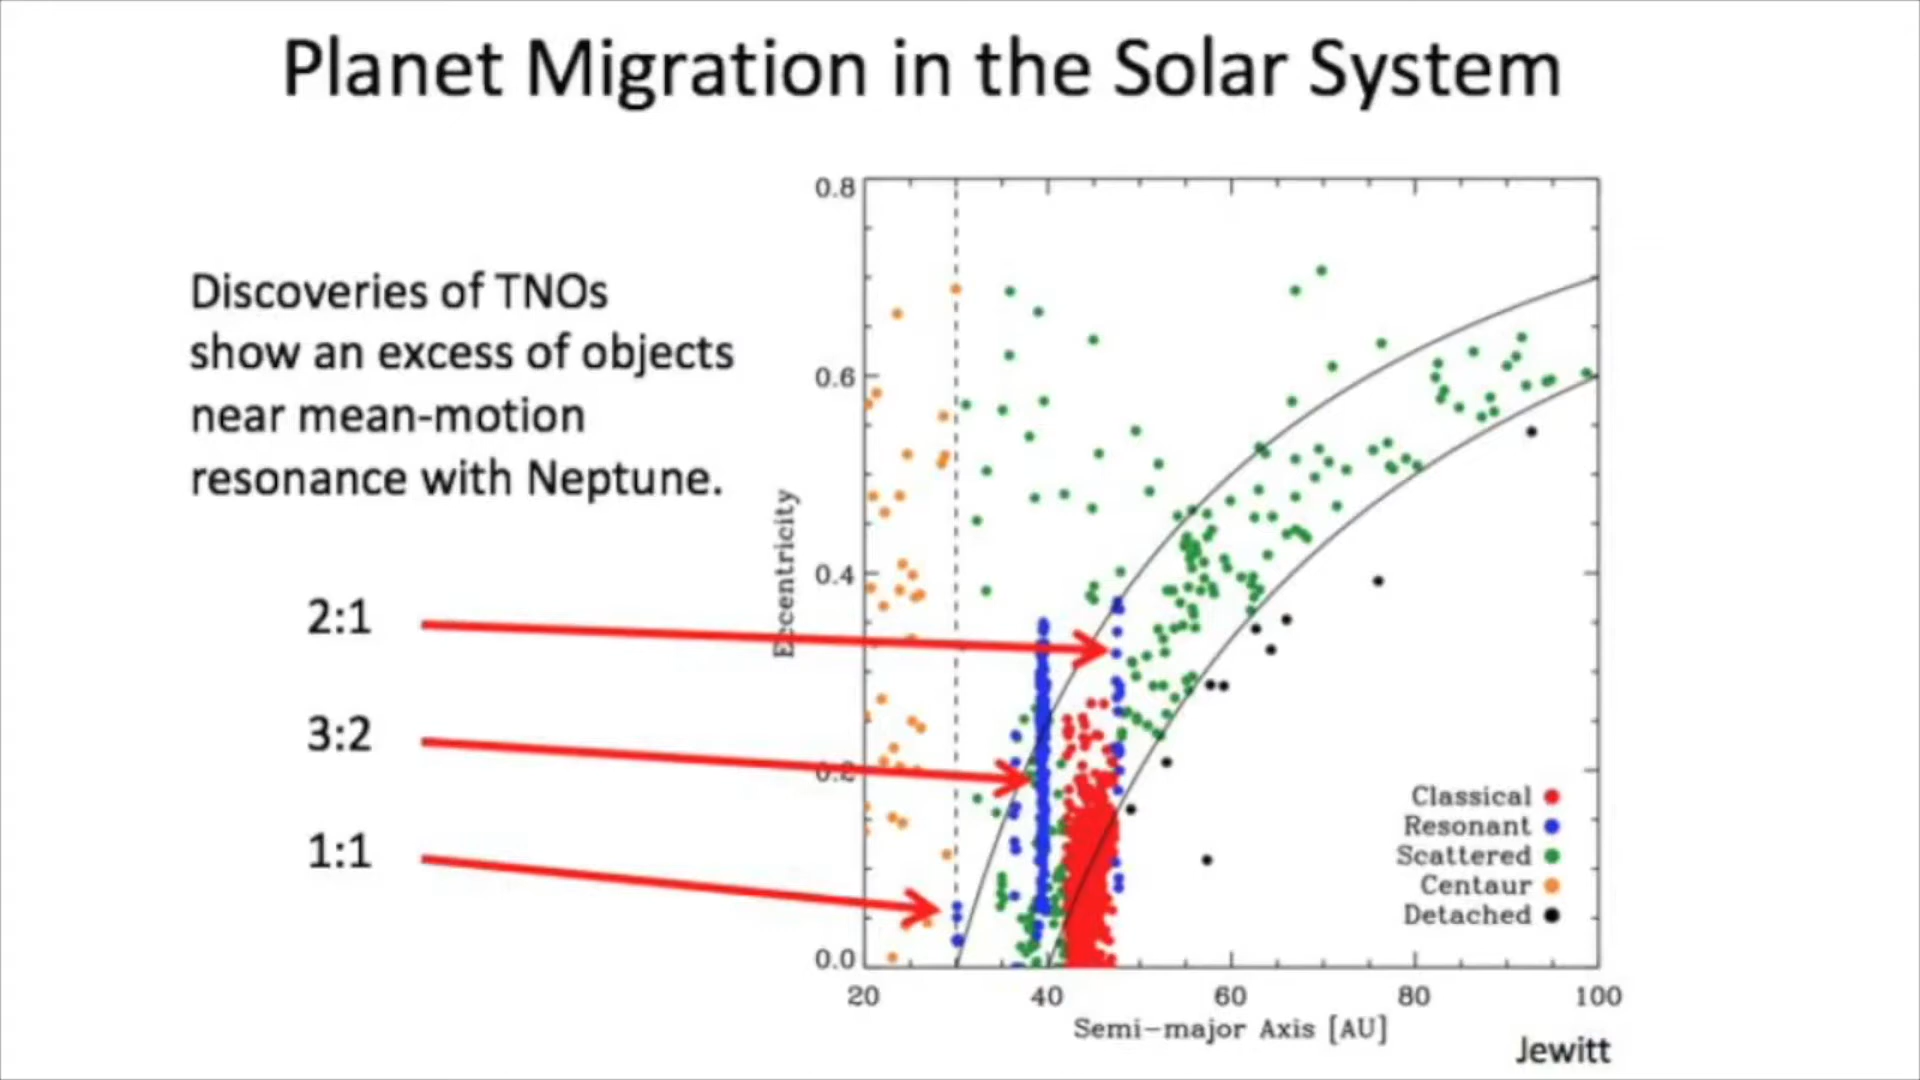 Planet Migration in the Solar System
Discoveries of TNOs
show an excess of objects
near mean-motion
resonance with Neptune.
2:1
3:2
1:1
Eccentricity
0.8
0.6
0.4
0.2
0.0
20 40 60 80 100
Semi-major Axis [AU]
Classical
Resonant
Scattered
Centaur
Detached
Jewitt